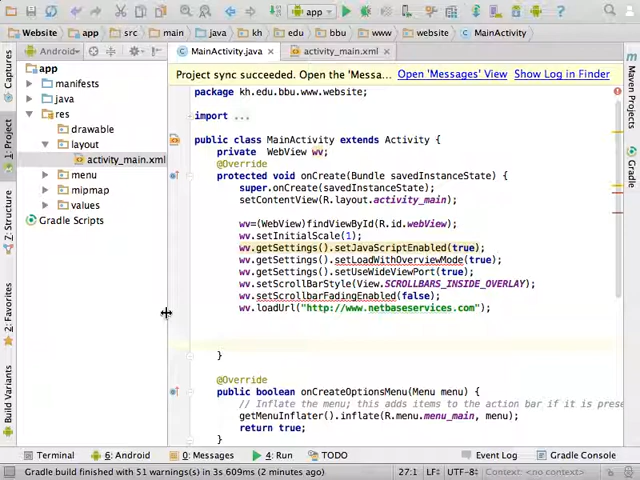 app
Website
app
src
main
java
kh
edu
bbu
www
website
MainActivity
Android
MainActivity.java
activity_main.xml
Project sync succeeded. Open the 'Messa... Open 'Messages' View Show Log in Finder
Captures
1: Project
7: Structure
2: Favorites
Build Variants
app
manifests
java
res
drawable
layout
activity_main.xml
menu
mipmap
values
Gradle Scripts
package kh.edu.bbu.www.website;
import ...
public class MainActivity extends Activity {
private WebView wv;
@Override
protected void onCreate(Bundle savedInstanceState) {
super.onCreate(savedInstanceState);
setContentView(R.layout.activity_main);
wv=(WebView)findViewById(R.id.webView);
wv.setInitialScale(1);
wv.getSettings().setJavaScriptEnabled(true);
wv.getSettings().setLoadWithOverviewMode(true);
wv.getSettings().setUseWideViewPort(true);
wv.setScrollBarStyle(View.SCROLLBARS_INSIDE_OVERLAY);
wv.setScrollbarFadingEnabled(false);
wv.loadUrl("http://www.netbaseservices.com");
}
@Override
public boolean onCreateOptionsMenu(Menu menu) {
// Inflate the menu; this adds items to the action bar if it is prese
getMenuInflater().inflate(R.menu.menu_main, menu);
return true;
}
Maven Projects
Gradle
Terminal
6: Android
0: Messages
4: Run
TODO
Event Log
Gradle Console
Gradle build finished with 51 warnings(s) in 3s 609ms (2 minutes ago)
27:1
LF
UTF-8
Context: <no context>